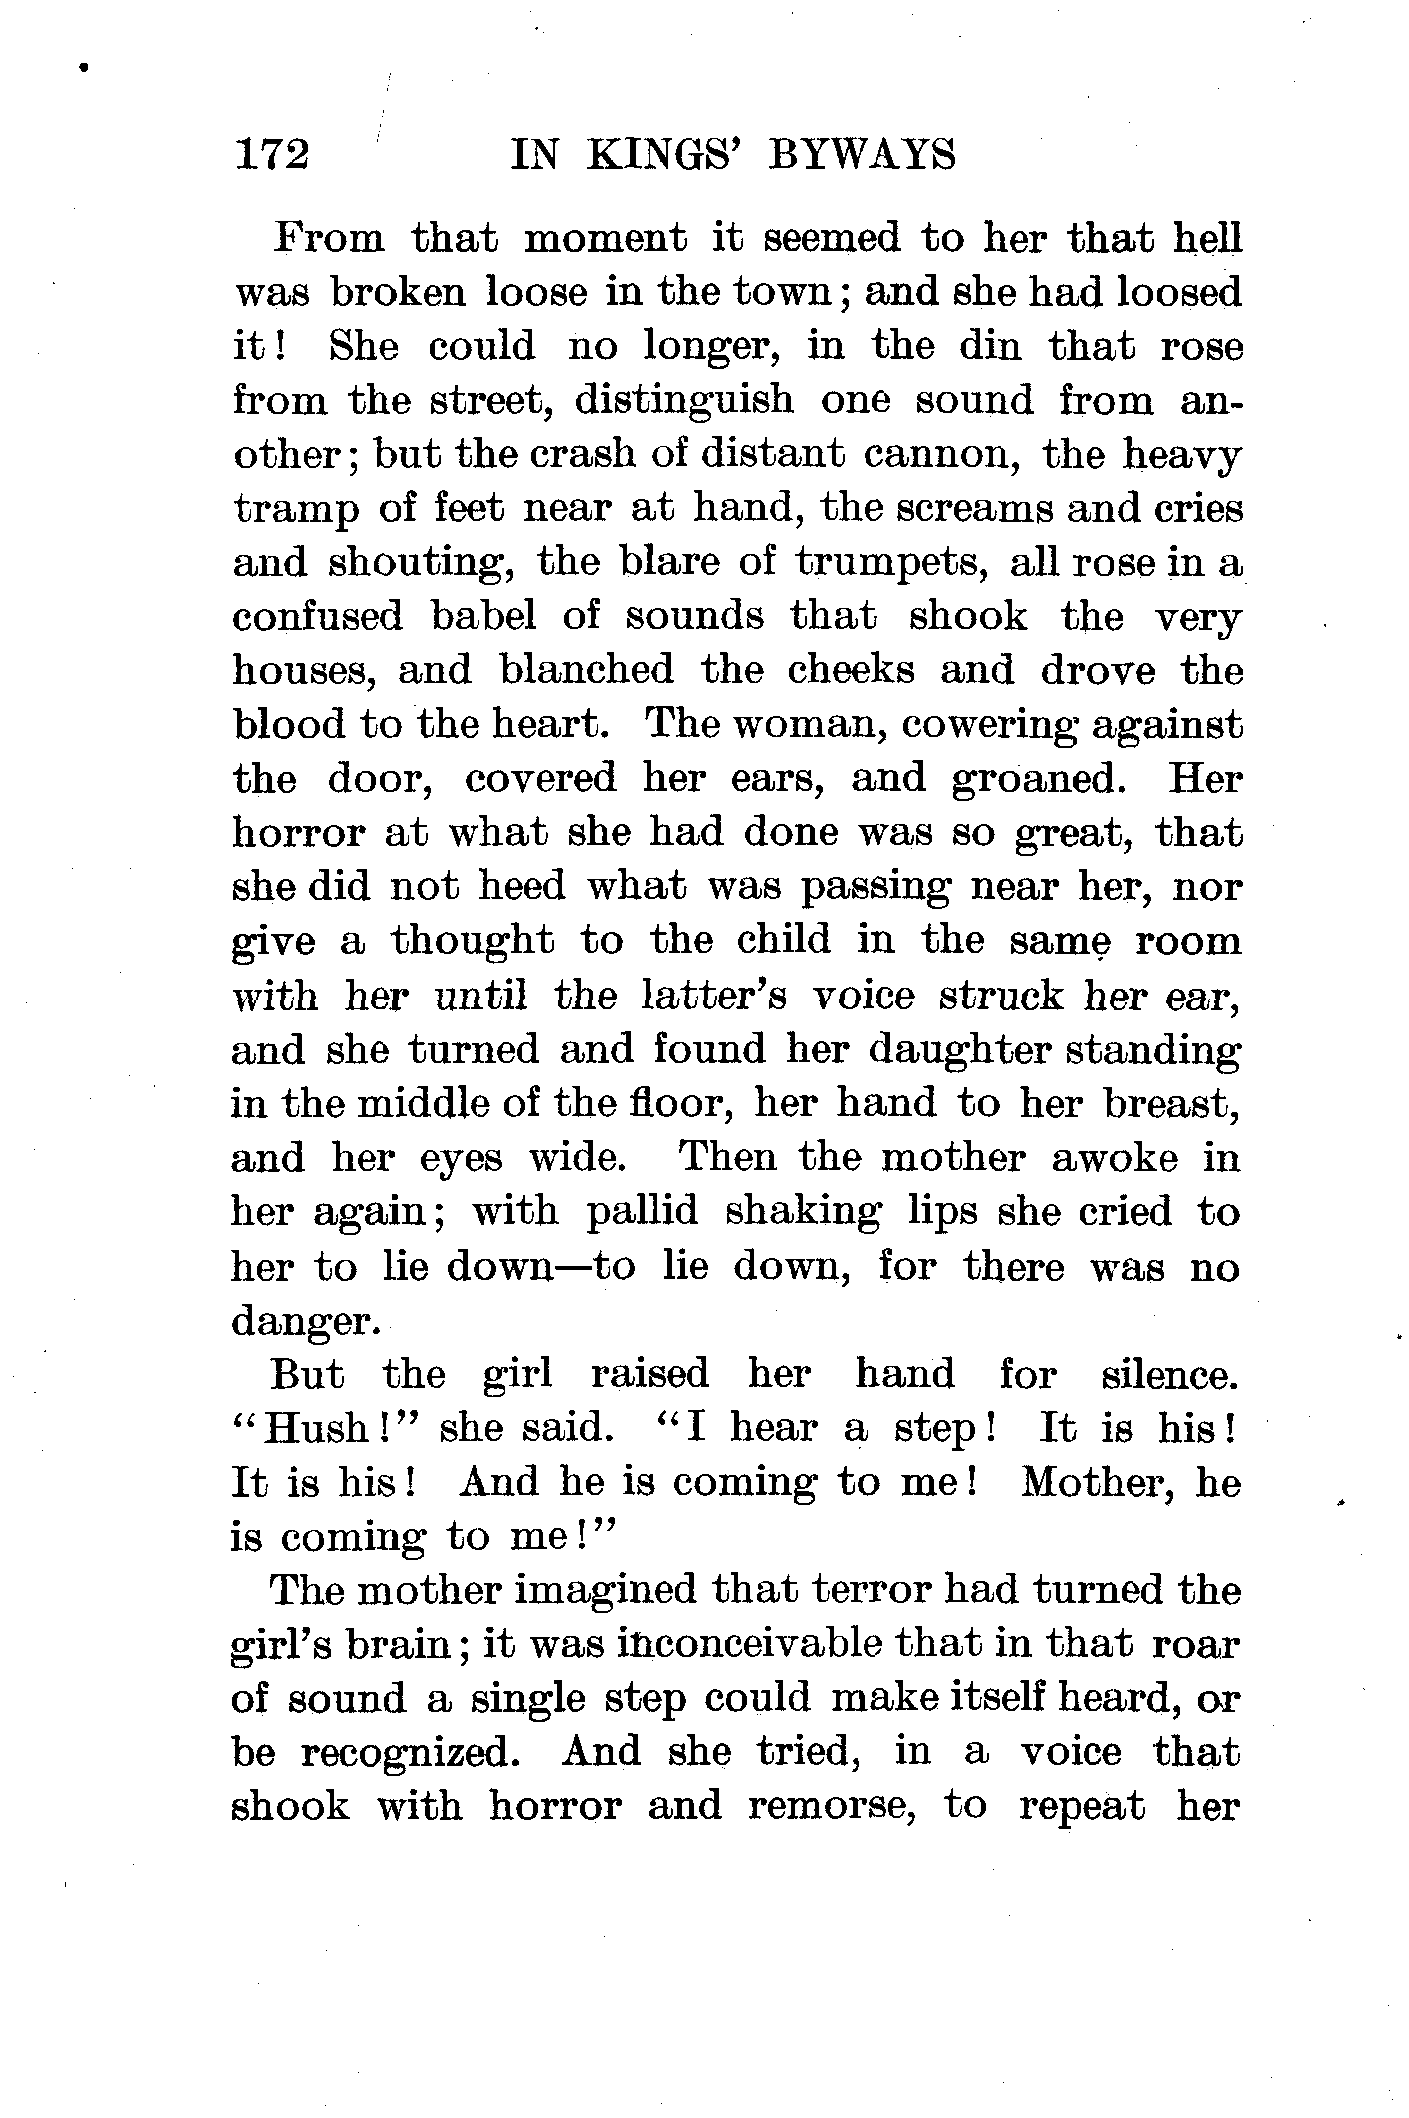 172 IN KINGS' BYWAYS
From that moment it seemed to her that hell
was broken loose in the town; and she had loosed
it! She could no longer, in the din that rose
from the street, distinguish one sound from an-
other; but the crash of distant cannon, the heavy
tramp of feet near at hand, the screams and cries
and shouting, the blare of trumpets, all rose in a
confused babel of sounds that shook the very
houses, and blanched the cheeks and drove the
blood to the heart. The woman, cowering against
the door, covered her ears, and groaned. Her
horror at what she had done was so great, that
she did not heed what was passing near her, nor
give a thought to the child in the same room
with her until the latter's voice struck her ear,
and she turned and found her daughter standing
in the middle of the floor, her hand to her breast,
and her eyes wide. Then the mother awoke in
her again; with pallid shaking lips she cried to
her to lie down—to lie down, for there was no
danger.
But the girl raised her hand for silence.
"Hush!" she said. "I hear a step! It is his!
It is his! And he is coming to me! Mother, he
is coming to me!"
The mother imagined that terror had turned the
girl's brain; it was inconceivable that in that roar
of sound a single step could make itself heard, or
be recognized. And she tried, in a voice that
shook with horror and remorse, to repeat her